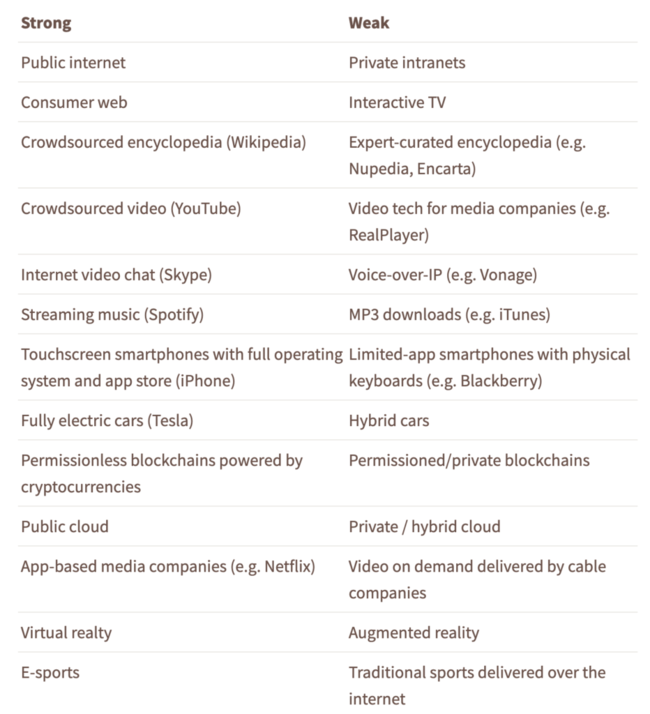 Strong Weak
Public internet Private intranets
Consumer web Interactive TV
Crowdsourced encyclopedia (Wikipedia) Expert-curated encyclopedia (e.g.
Nupedia, Encarta)
Crowdsourced video (YouTube) Video tech for media companies (e.g.
RealPlayer)
Internet video chat (Skype) Voice-over-IP (e.g. Vonage)
Streaming music (Spotify) MP3 downloads (e.g. iTunes)
Touchscreen smartphones with full operating Limited-app smartphones with physical
system and app store (iPhone) keyboards (e.g. Blackberry)
Fully electric cars (Tesla) Hybrid cars
Permissionless blockchains powered by Permissioned/private blockchains
cryptocurrencies
Public cloud Private / hybrid cloud
App-based media companies (e.g. Netflix) Video on demand delivered by cable
companies
Virtual realty Augmented reality
E-sports Traditional sports delivered over the
internet